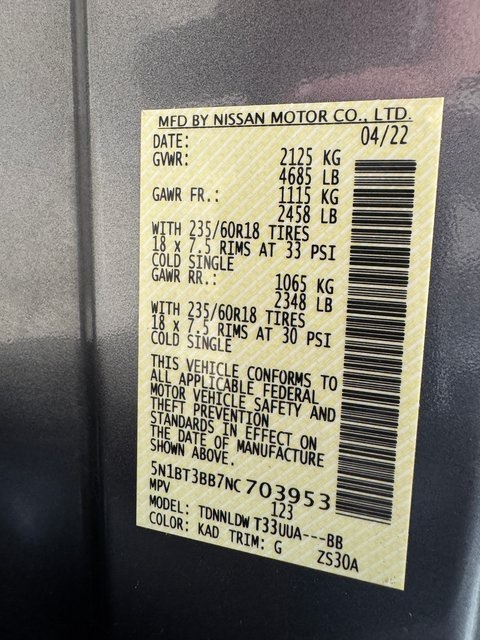 MFD BY NISSAN MOTOR CO., LTD.
DATE: 04/22
GVWR: 2125 KG
4685 LB
GAWR FR.: 1115 KG
2458 LB
WITH 235/60R18 TIRES
18 x 7.5 RIMS AT 33 PSI
COLD SINGLE
GAWR RR.: 1065 KG
2348 LB
WITH 235/60R18 TIRES
18 x 7.5 RIMS AT 30 PSI
COLD SINGLE
THIS VEHICLE CONFORMS TO
ALL APPLICABLE FEDERAL
MOTOR VEHICLE SAFETY AND
THEFT PREVENTION
STANDARDS IN EFFECT ON
THE DATE OF MANUFACTURE
SHOWN ABOVE.
5N1BT3BB7NC703953
MPV 123
MODEL: TDNNLDW T33UUA---BB
COLOR: KAD TRIM: G ZS30A